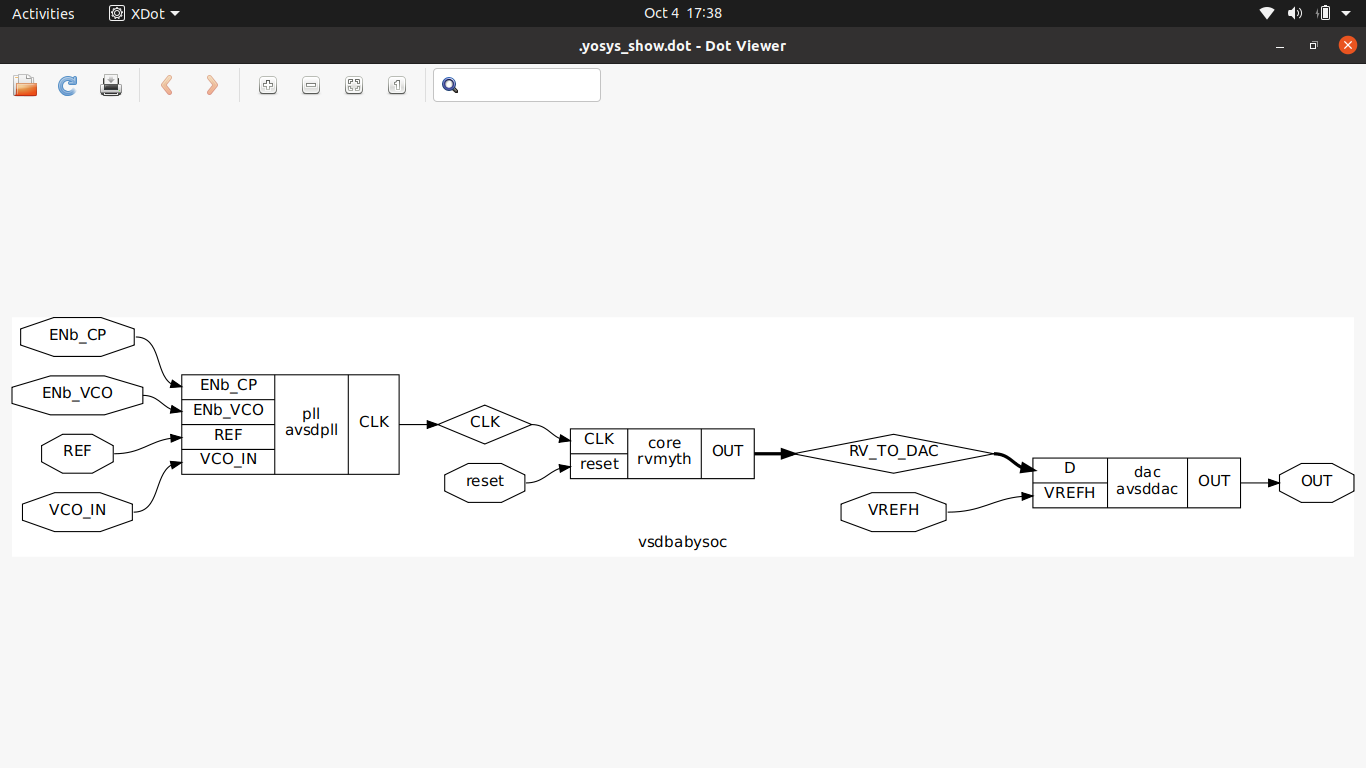 Activities
XDot
Oct 4 17:38
.yosys_show.dot - Dot Viewer
1
ENb_CP
ENb_VCO
REF
VCO_IN
ENb_CP
ENb_VCO
REF
VCO_IN
pll
avsdpll
CLK
CLK
reset
CLK
reset
core
rvmyth
OUT
RV_TO_DAC
VREFH
D
VREFH
dac
avsddac
OUT
OUT
vsdbabysoc